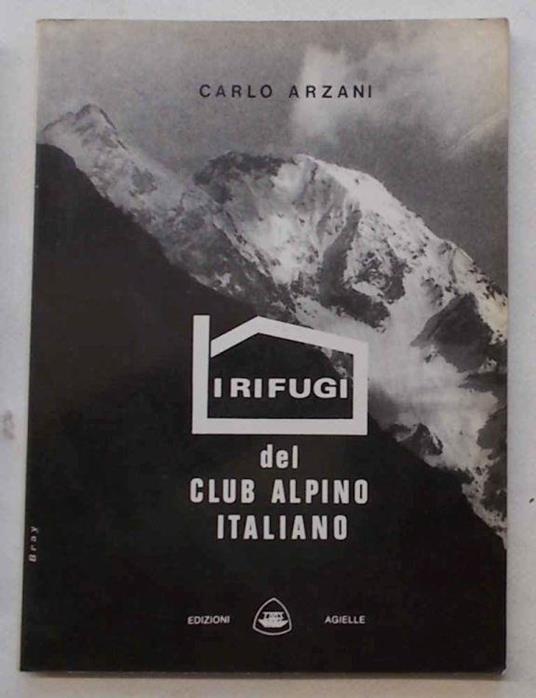 CARLO ARZANI
I RIFUGI
del
CLUB ALPINO
ITALIANO
Bray
EDIZIONI AGIELLE